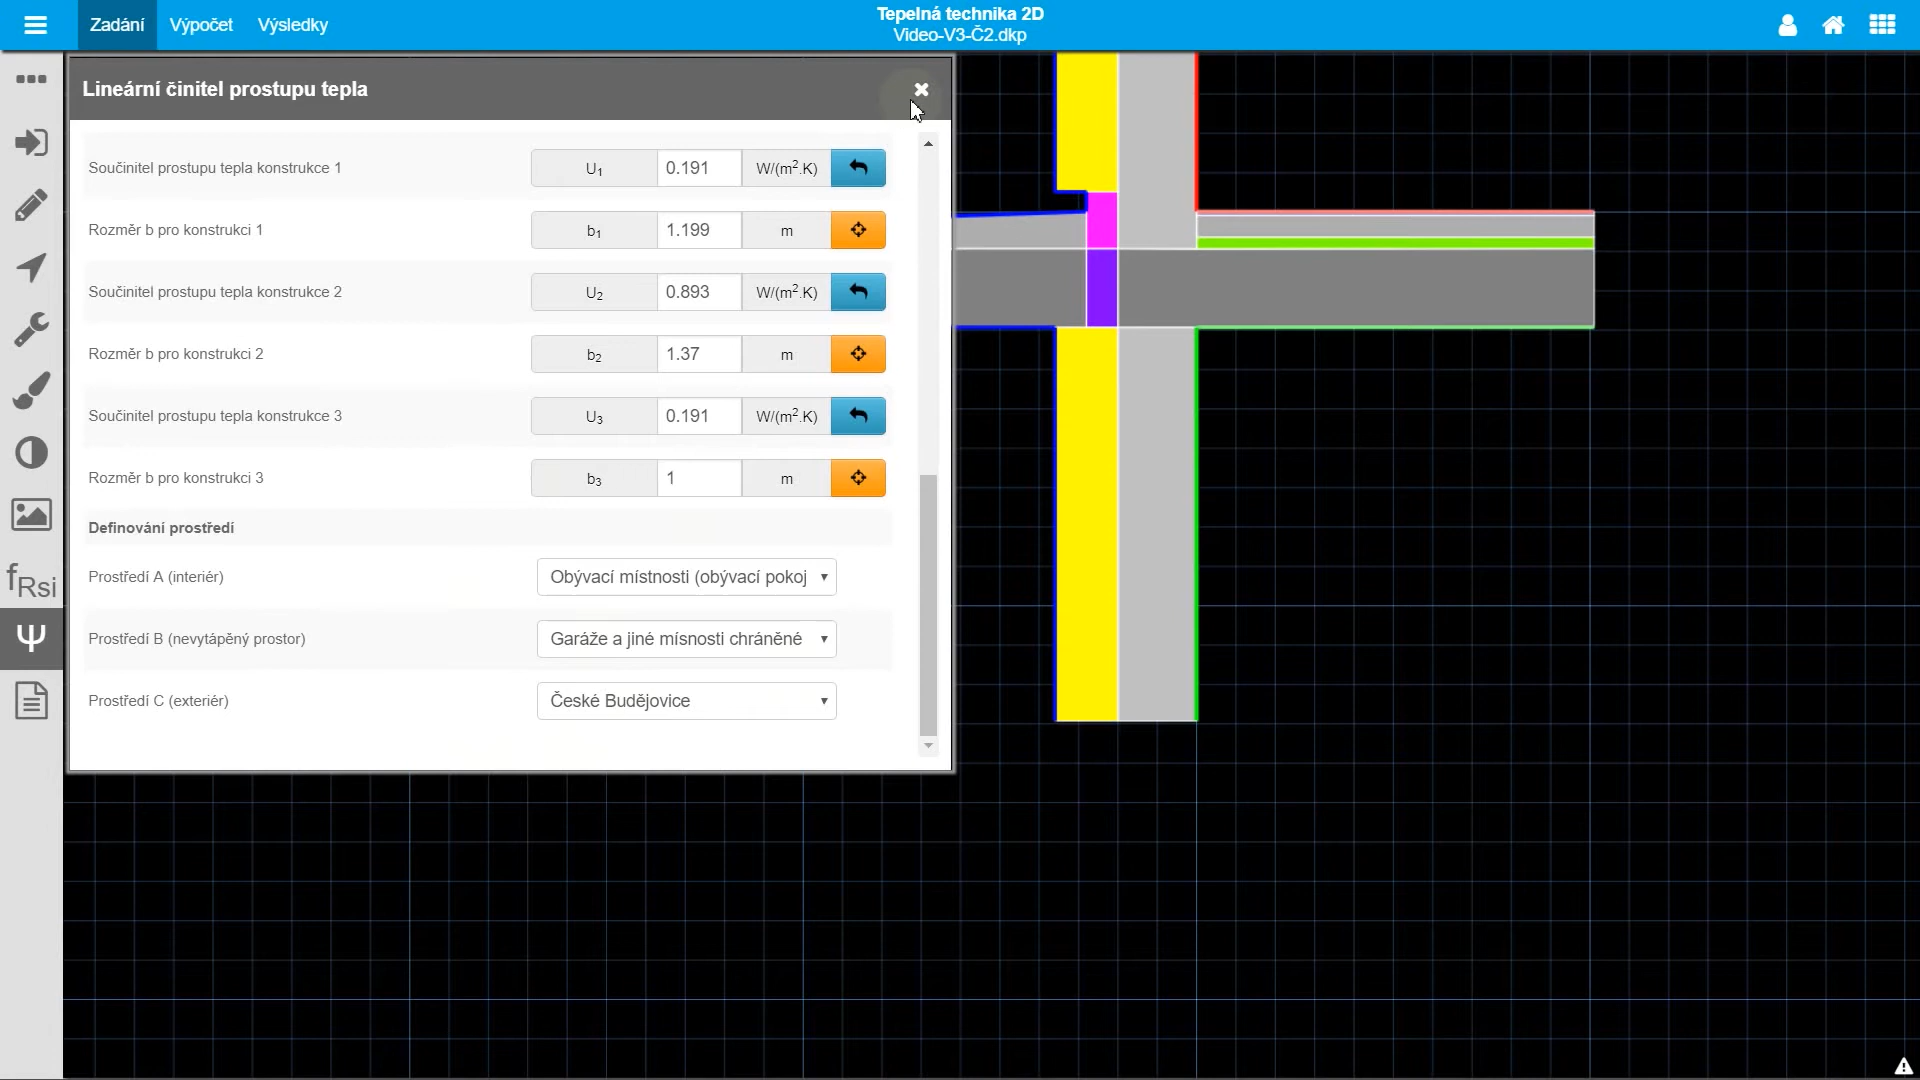 Zadání Výpočet Výsledky
Tepelná technika 2D
Video-V3-Č2.dkp
Lineární činitel prostupu tepla
Součinitel prostupu tepla konstrukce 1 U₁ 0.191 W/(m².K)
Rozměr b pro konstrukci 1 b₁ 1.199 m
Součinitel prostupu tepla konstrukce 2 U₂ 0.893 W/(m².K)
Rozměr b pro konstrukci 2 b₂ 1.37 m
Součinitel prostupu tepla konstrukce 3 U₃ 0.191 W/(m².K)
Rozměr b pro konstrukci 3 b₃ 1 m
Definování prostředí
Prostředí A (interiér) Obývací místnosti (obývací pokoj
Prostředí B (nevytápěný prostor) Garáže a jiné mísnosti chráněné
Prostředí C (exteriér) České Budějovice
fRsi
Ψ